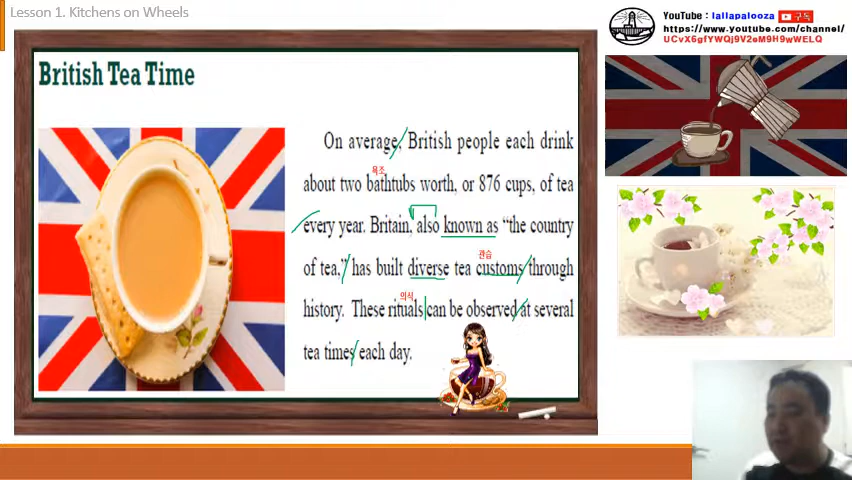 Lesson 1. Kitchens on Wheels
YouTube : lallapalooza 구독
https://www.youtube.com/channel/
UCvX6gfYWQj9V2eM9H9wWELQ
British Tea Time
On average, British people each drink
욕조
about two bathtubs worth, or 876 cups, of tea
every year. Britain, also known as “the country
관습
of tea,” has built diverse tea customs through
의식
history. These rituals can be observed at several
tea times each day.